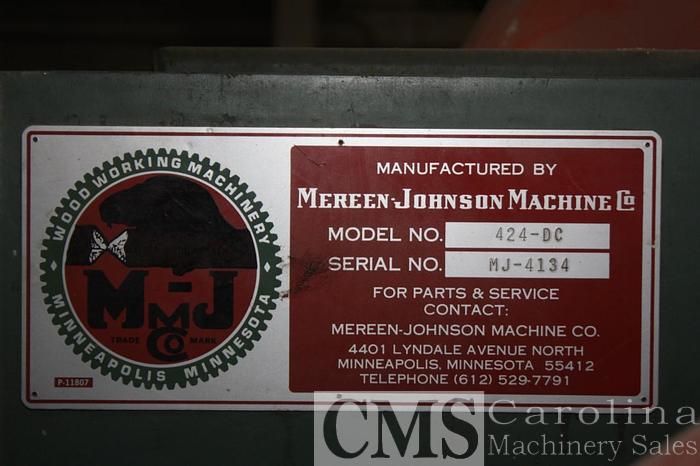 WOOD WORKING MACHINERY
M-J
M
M
CO
TRADE MARK
MINNEAPOLIS MINNESOTA
P-11807
MANUFACTURED BY
MEREEN-JOHNSON MACHINE CO
MODEL NO. 424-DC
SERIAL NO. MJ-4134
FOR PARTS & SERVICE
CONTACT:
MEREEN-JOHNSON MACHINE CO.
4401 LYNDALE AVENUE NORTH
MINNEAPOLIS, MINNESOTA 55412
TELEPHONE (612) 529-7791
CMS Carolina
Machinery Sales